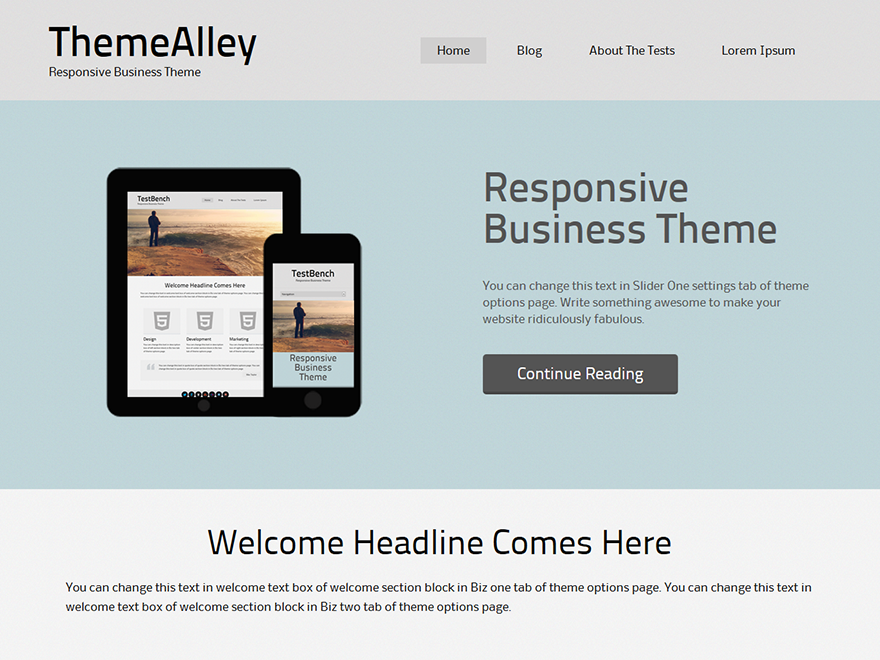 ThemeAlley
Responsive Business Theme
Home
Blog
About The Tests
Lorem Ipsum
TestBench
Welcome Headline Comes Here
Design
Development
Marketing
TestBench
Responsive
Business
Theme
Responsive
Business Theme
You can change this text in Slider One settings tab of theme
options page. Write something awesome to make your
website ridiculously fabulous.
Continue Reading
Welcome Headline Comes Here
You can change this text in welcome text box of welcome section block in Biz one tab of theme options page. You can change this text in
welcome text box of welcome section block in Biz two tab of theme options page.